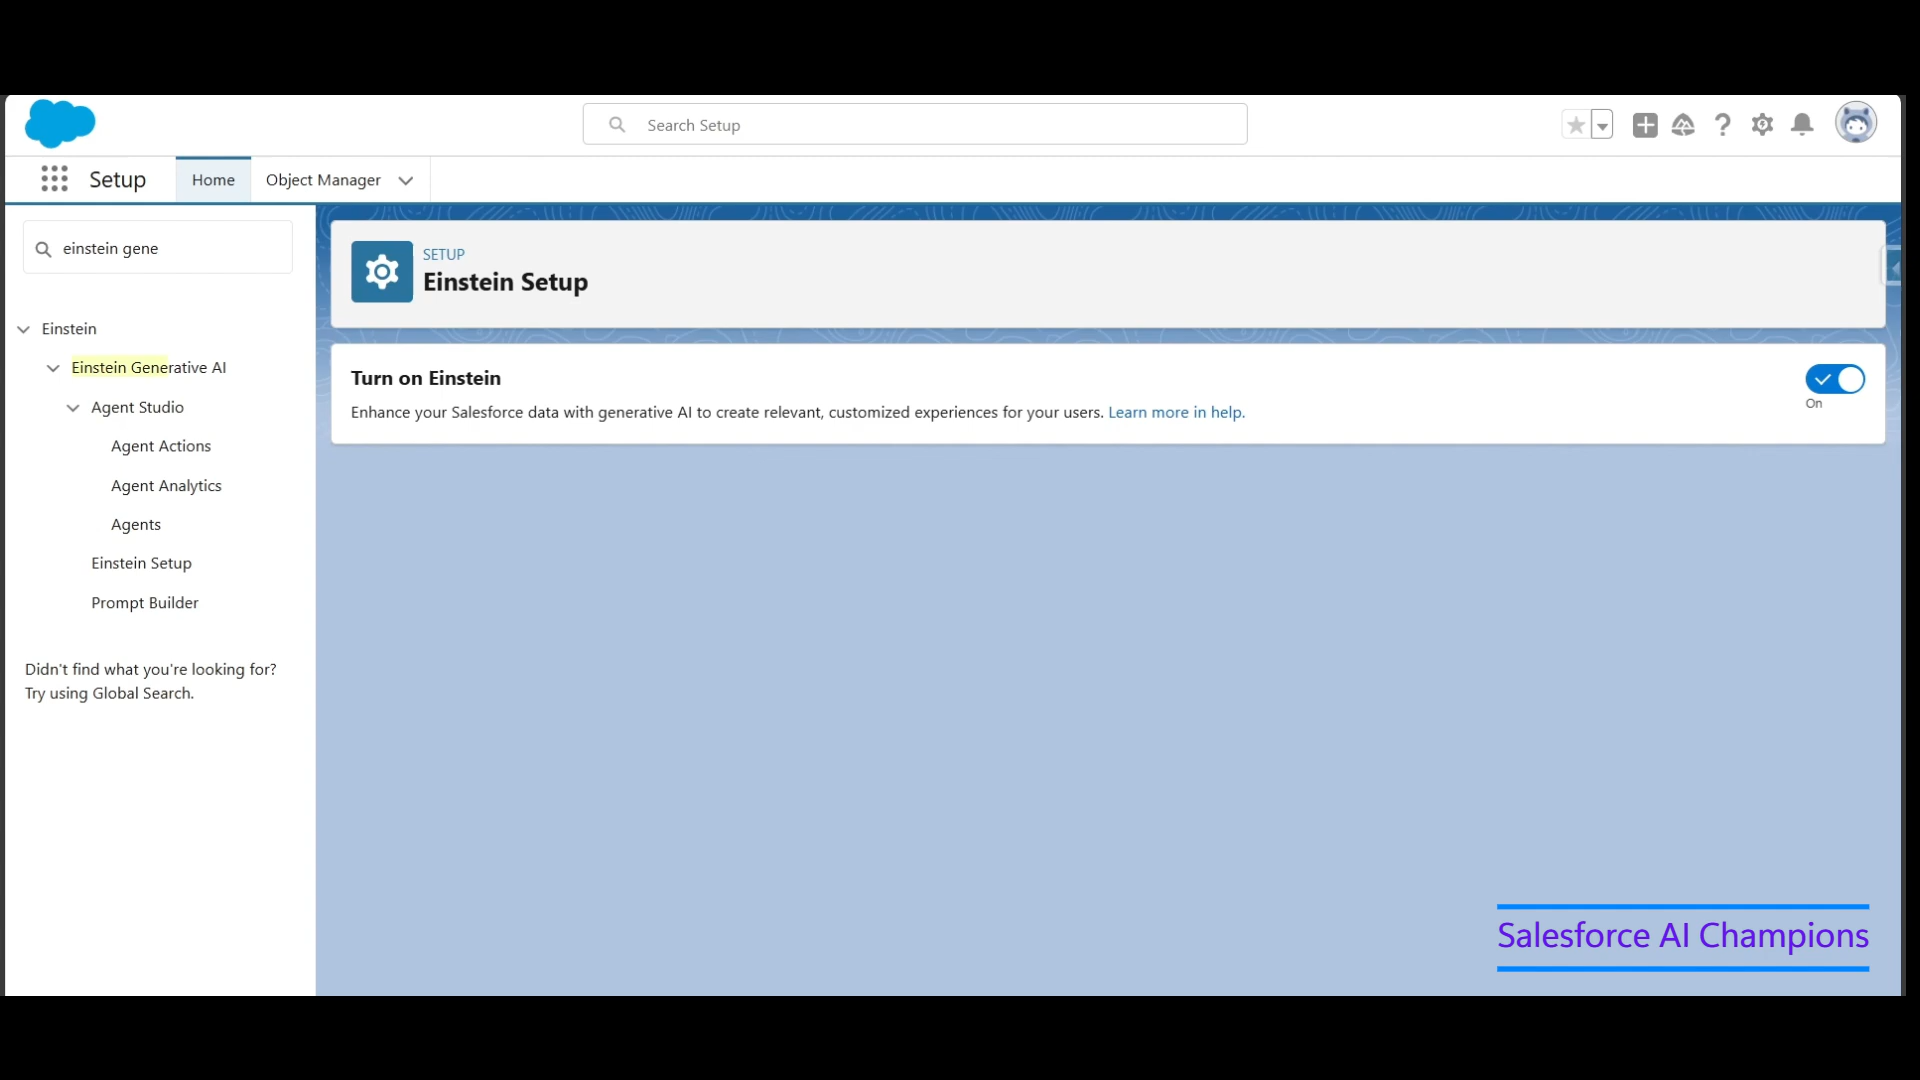 Search Setup
Setup
Home
Object Manager
einstein gene
Einstein
Einstein Generative AI
Agent Studio
Agent Actions
Agent Analytics
Agents
Einstein Setup
Prompt Builder
Didn't find what you're looking for?
Try using Global Search.
SETUP
Einstein Setup
Turn on Einstein
Enhance your Salesforce data with generative AI to create relevant, customized experiences for your users. Learn more in help.
On
Salesforce AI Champions